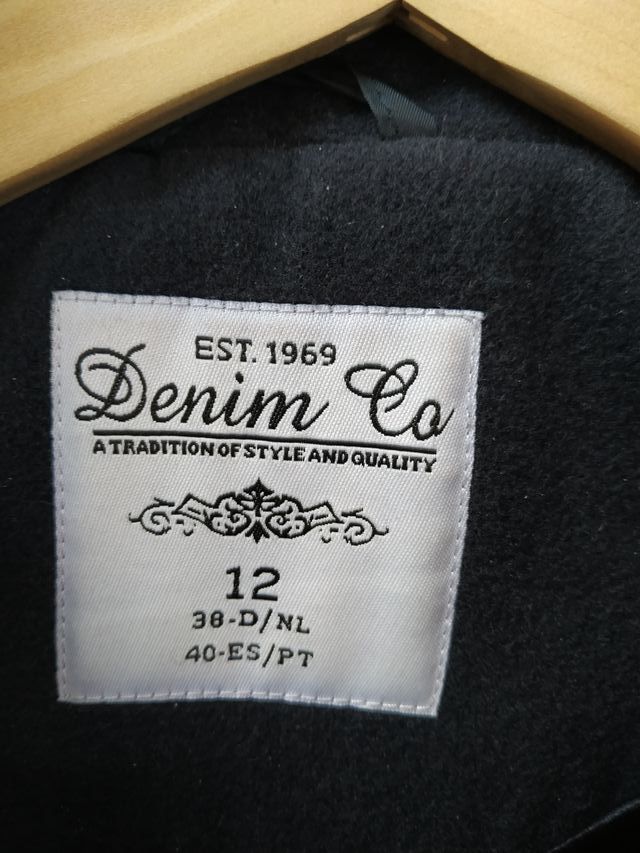 EST. 1969
Denim Co
A TRADITION OF STYLE AND QUALITY
12
38-D/NL
40-ES/PT